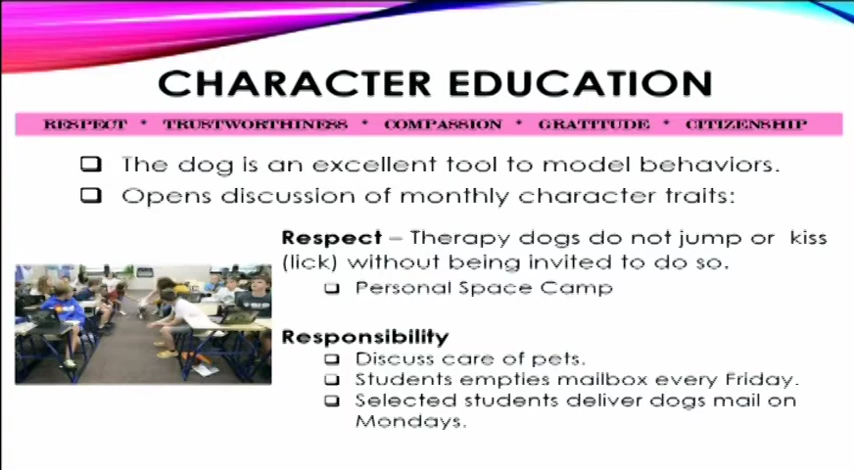 CHARACTER EDUCATION
RESPECT * TRUSTWORTHINESS * COMPASSION * GRATITUDE * CITIZENSHIP
The dog is an excellent tool to model behaviors.
Opens discussion of monthly character traits:
Respect – Therapy dogs do not jump or kiss
(lick) without being invited to do so.
Personal Space Camp
Responsibility
Discuss care of pets.
Students empties mailbox every Friday.
Selected students deliver dogs mail on
Mondays.